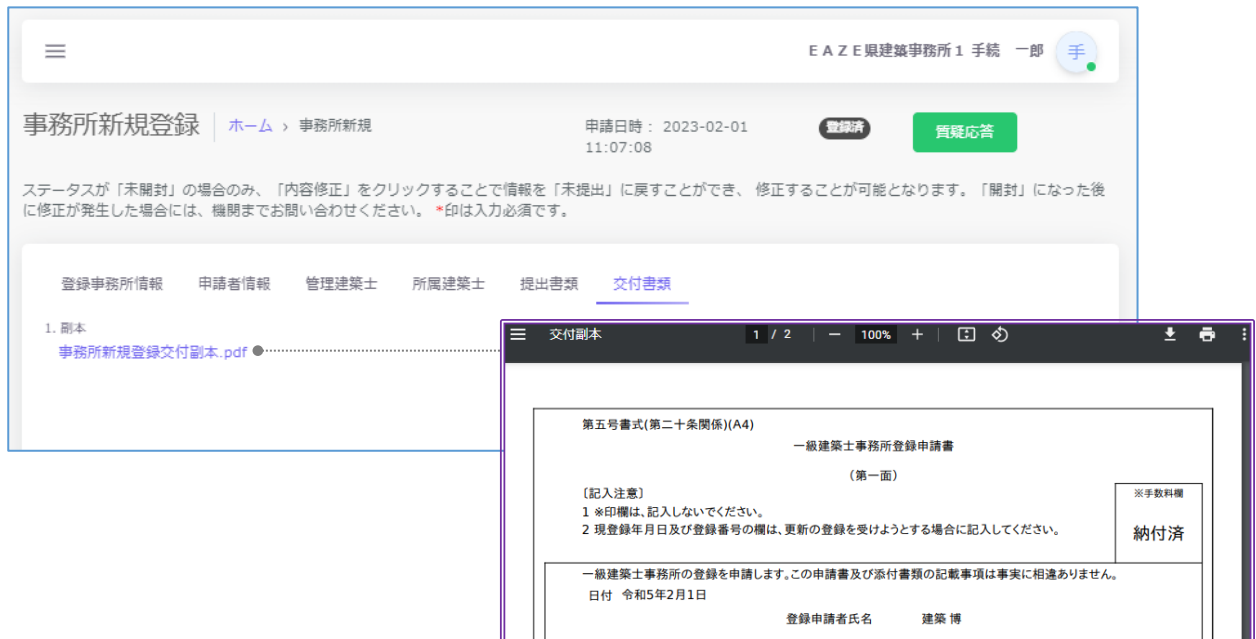 ＥＡＺＥ県建築事務所１ 手続　一郎　手
事務所新規登録　ホーム › 事務所新規　申請日時： 2023-02-01　登録済　質疑応答
11:07:08
ステータスが「未開封」の場合のみ、「内容修正」をクリックすることで情報を「未提出」に戻すことができ、 修正することが可能となります。「開封」になった後
に修正が発生した場合には、機関までお問い合わせください。 *印は入力必須です。
登録事務所情報　申請者情報　管理建築士　所属建築士　提出書類　交付書類
1. 副本
事務所新規登録交付副本.pdf
交付副本　1 / 2　100%
第五号書式(第二十条関係)(A4)
一級建築士事務所登録申請書
（第一面）
〔記入注意〕
※手数料欄
1 ※印欄は、記入しないでください。
2 現登録年月日及び登録番号の欄は、更新の登録を受けようとする場合に記入してください。
納付済
一級建築士事務所の登録を申請します。この申請書及び添付書類の記載事項は事実に相違ありません。
日付 令和5年2月1日
登録申請者氏名　建築 博